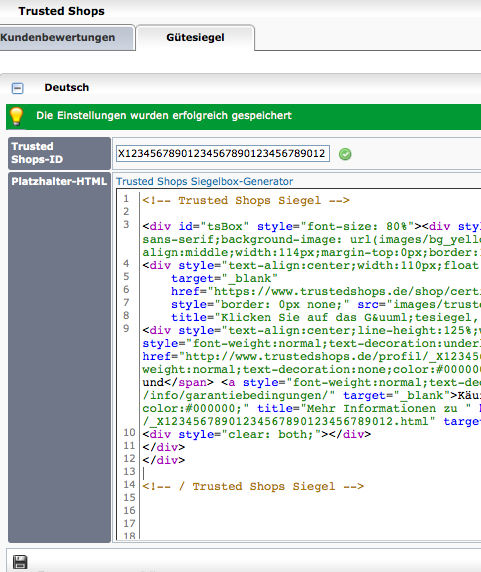 Trusted Shops
Kundenbewertungen
Gütesiegel
Deutsch
Die Einstellungen wurden erfolgreich gespeichert
Trusted
Shops-ID
X12345678901234567890123456789012
Platzhalter-HTML
Trusted Shops Siegelbox-Generator
1 <!-- Trusted Shops Siegel -->
2
3 <div id="tsBox" style="font-size: 80%"><div sty
sans-serif;background-image: url(images/bg_yelle
align:middle;width:114px;margin-top:0px;border:
4 <div style="text-align:center;width:110px;float
5 target="_blank"
6 href="https://www.trustedshops.de/shop/certi
7 style="border: 0px none;" src="images/truste
8 title="Klicken Sie auf das G&uuml;tesiegel,
9 <div style="text-align:center;line-height:125%;w
style="font-weight:normal;text-decoration:underl
href="http://www.trustedshops.de/profil/_X12345
weight:normal;text-decoration:none;color:#00000
und</span> <a style="font-weight:normal;text-dec
/info/garantiebedingungen/" target="_blank">Käu
color:#000000;" title="Mehr Informationen zu "
/_X12345678901234567890123456789012.html" target
10 <div style="clear: both;"></div>
11 </div>
12 </div>
13
14 <!-- / Trusted Shops Siegel -->
15
16
17
18